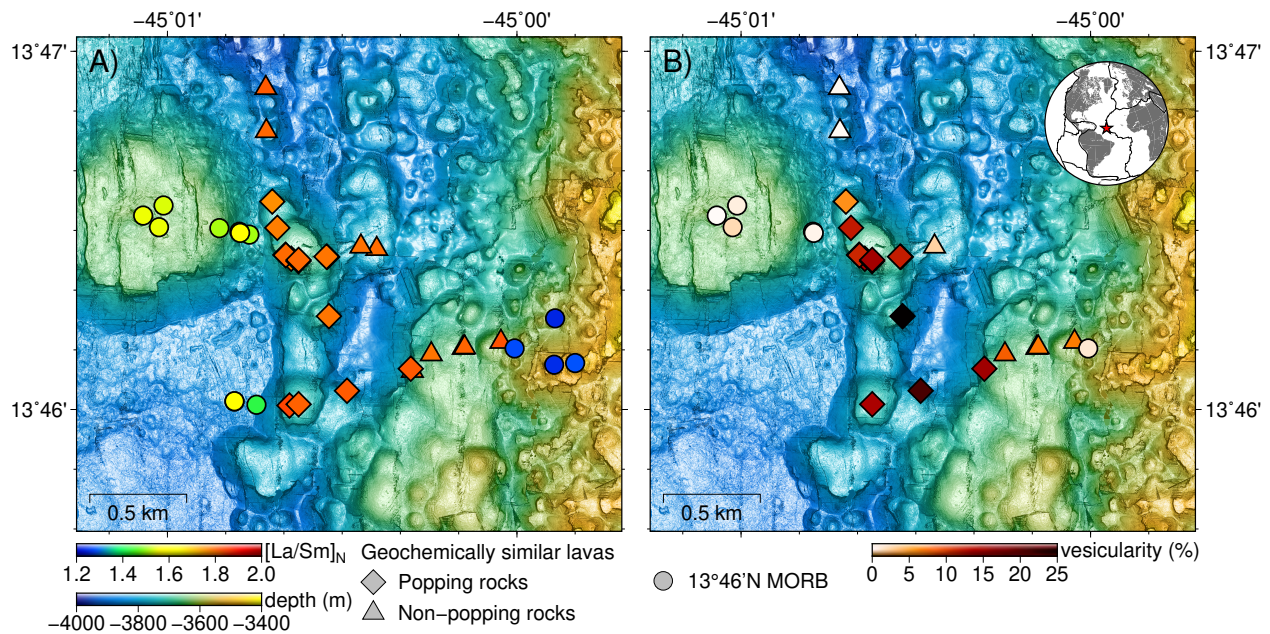 −45°01' −45°00' −45°01' −45°00'
13°47' A) B) 13°47'
13°46' 13°46'
0.5 km 0.5 km
[La/Sm]N Geochemically similar lavas vesicularity (%)
1.2 1.4 1.6 1.8 2.0 Popping rocks 13°46'N MORB 0 5 10 15 20 25
depth (m) Non−popping rocks
−4000 −3800 −3600 −3400